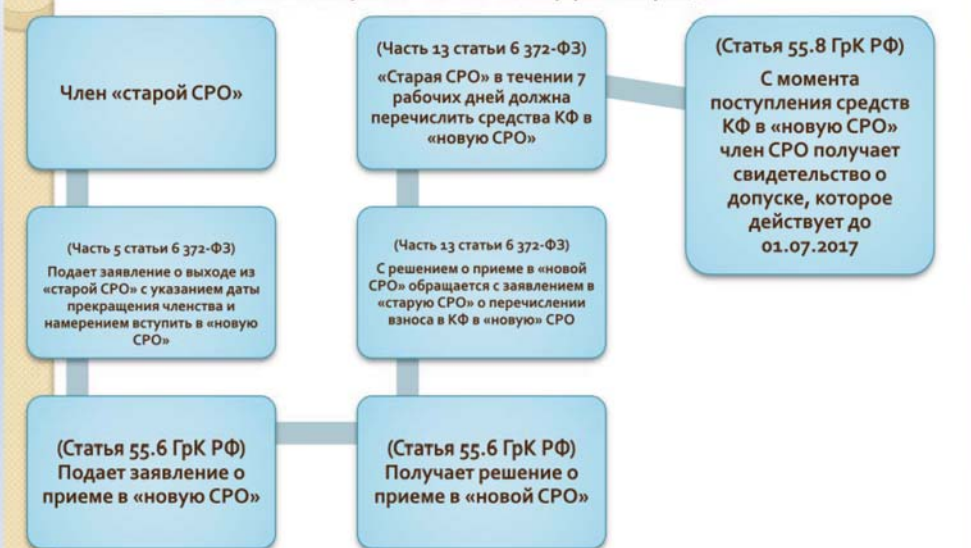 Член «старой СРО»
(Часть 5 статьи 6 372-ФЗ)
Подает заявление о выходе из
«старой СРО» с указанием даты
прекращения членства и
намерением вступить в «новую
СРО»
(Статья 55.6 ГрК РФ)
Подает заявление о
приеме в «новую СРО»
(Статья 55.6 ГрК РФ)
Получает решение о
приеме в «новой СРО»
(Часть 13 статьи 6 372-ФЗ)
С решением о приеме в «новой
СРО» обращается с заявлением в
«старую СРО» о перечислении
взноса в КФ в «новую» СРО
(Часть 13 статьи 6 372-ФЗ)
«Старая СРО» в течении 7
рабочих дней должна
перечислить средства КФ в
«новую СРО»
(Статья 55.8 ГрК РФ)
С момента
поступления средств
КФ в «новую СРО»
член СРО получает
свидетельство о
допуске, которое
действует до
01.07.2017